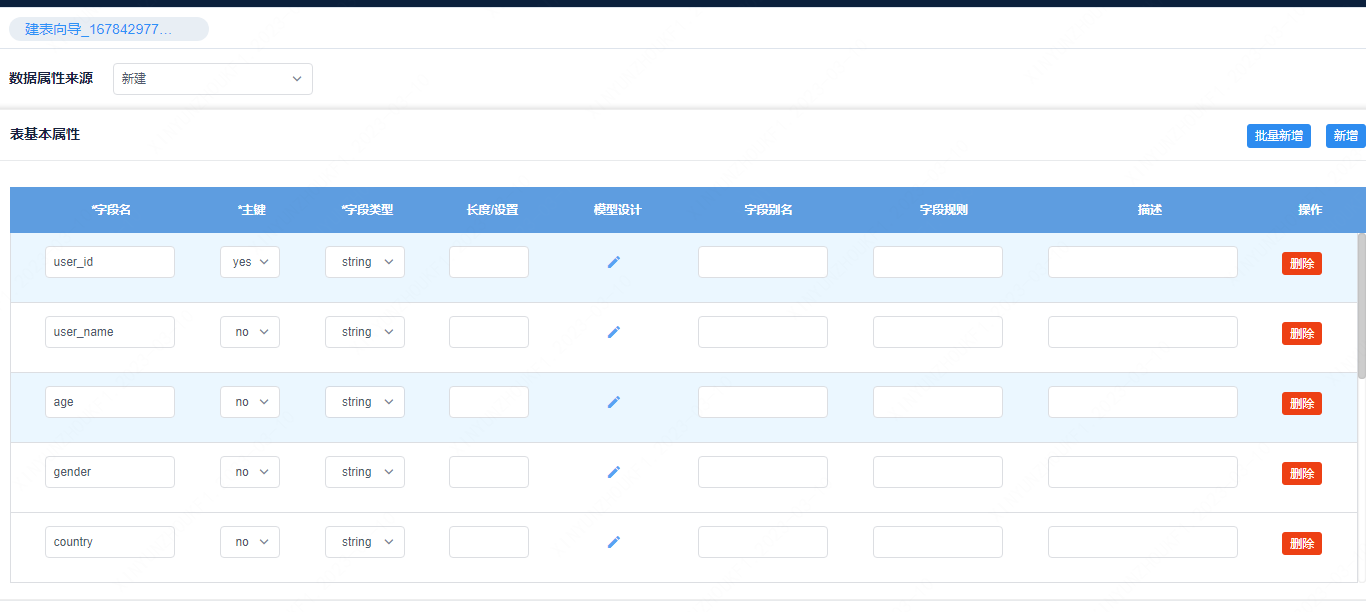 建表向导_167842977...
数据属性来源 新建
表基本属性 批量新增 新增
*字段名 *主键 *字段类型 长度/设置 模型设计 字段别名 字段规则 描述 操作
user_id yes string 删除
user_name no string 删除
age no string 删除
gender no string 删除
country no string 删除